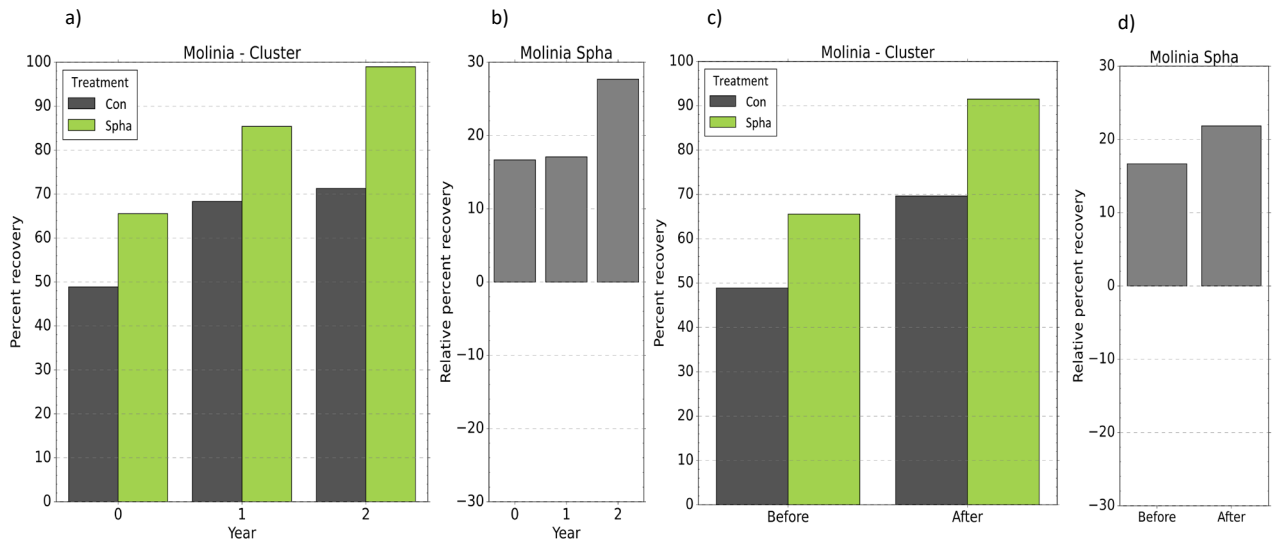 a)
Molinia - Cluster
Treatment
Con
Spha
Percent recovery
100
90
80
70
60
50
40
30
20
10
0
0 1 2
Year
b)
Molinia Spha
Relative percent recovery
30
20
10
0
−10
−20
−30
0 1 2
Year
c)
Molinia - Cluster
Treatment
Con
Spha
Percent recovery
100
90
80
70
60
50
40
30
20
10
0
Before After
d)
Molinia Spha
Relative percent recovery
30
20
10
0
−10
−20
−30
Before After